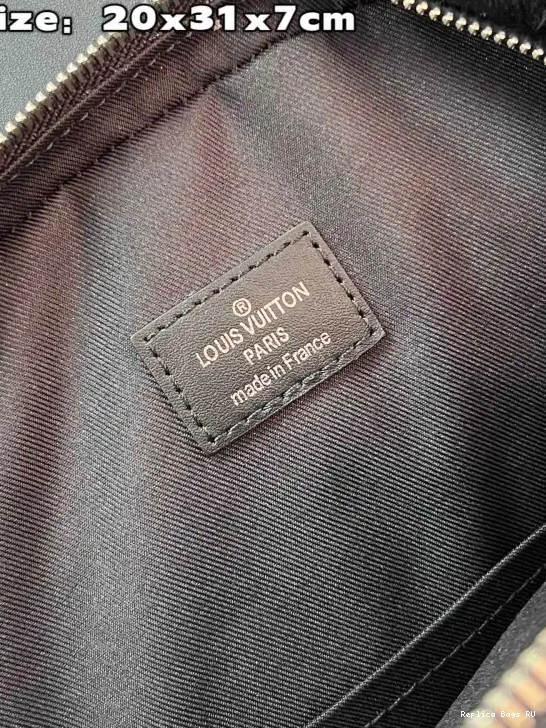 ize: 20x31x7cm
®
LOUIS VUITTON
PARIS
made in France
Replica Bags RU